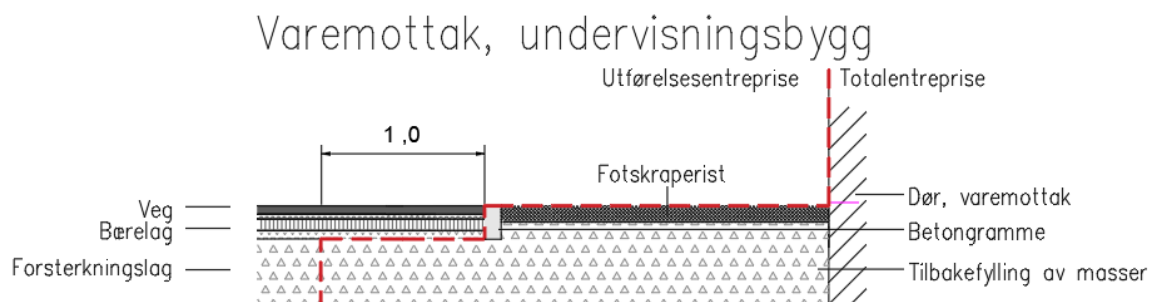 Varemottak, undervisningsbygg
Utførelsesentreprise
Totalentreprise
1,0
Fotskraperist
Veg
Bærelag
Forsterkningslag
Dør, varemottak
Betongramme
Tilbakefylling av masser